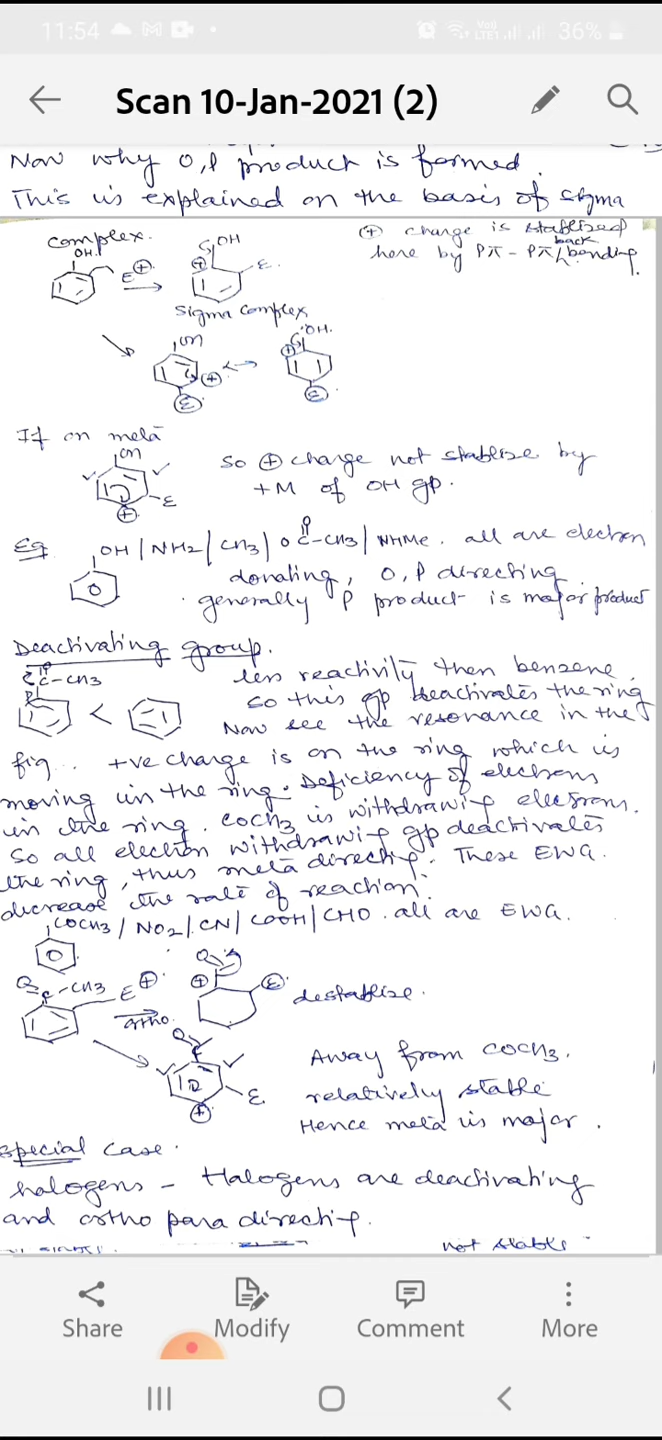 11:54
36%
Scan 10-Jan-2021 (2)
Now why o,p product is formed.
This is explained on the basis of sigma
complex.
OH
E⊕
OH
⊕
E
⊕ charge is stablised
here by Pπ - Pπ back bonding.
Sigma Complex
OH
⊕
E
⊕
OH
E
If on meta
OH
⊕
E
so ⊕ charge not stablise by
+M of OH gp.
Eg
OH / NH2 / CH3 / O C-CH3 / NHMe. all are electron
donating, O,P directing
generally P product is major product
Deactivating group.
O
C-CH3
<
less reactivity then benzene.
so this gp deactivates the ring
Now see the resonance in the
fig.. +ve charge is on the ring which is
moving in the ring. Deficiency of electrons
in the ring. COCH3 is withdrawing electrons.
So all electron withdrawing gp deactivates
the ring, thus meta directing. These EWG.
decrease the rate of reaction.
COCH3 / NO2 / CN / COOH / CHO. all are EWG.
O
C-CH3
E⊕
ortho.
O
⊕
E
destablise.
O
⊕
E
Away from COCH3.
relatively stable
Hence meta is major.
special case.
halogens - Halogens are deactivating
and ortho para directing.
not stable
Share
Modify
Comment
More